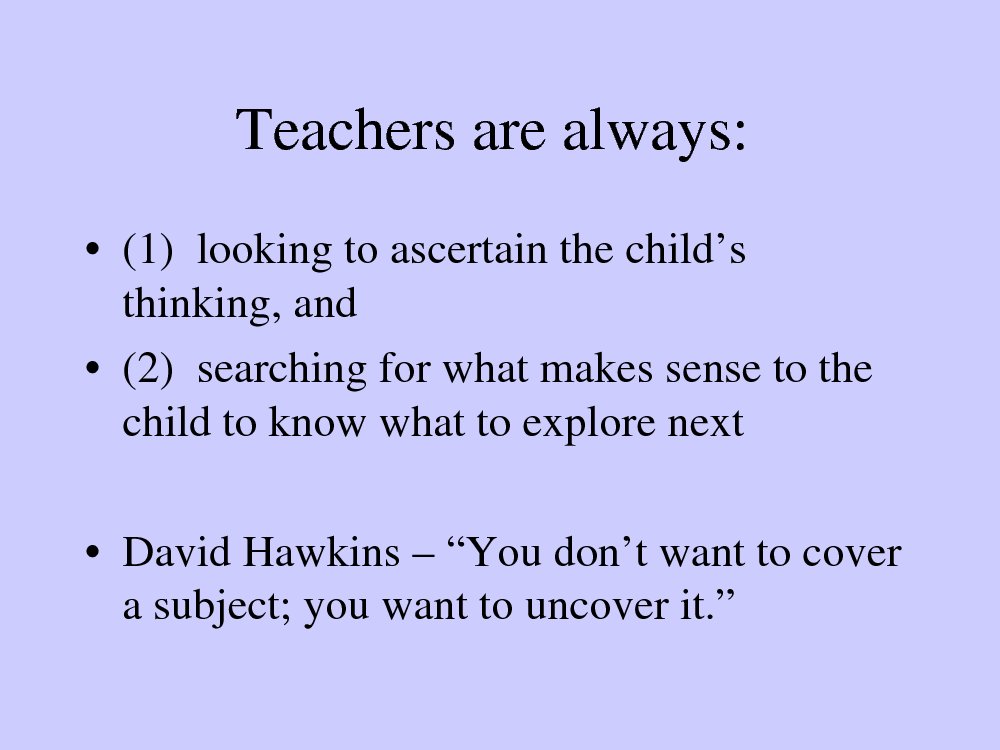 Teachers are always:
• (1)  looking to ascertain the child’s
thinking, and
• (2)  searching for what makes sense to the
child to know what to explore next
• David Hawkins – “You don’t want to cover
a subject; you want to uncover it.”